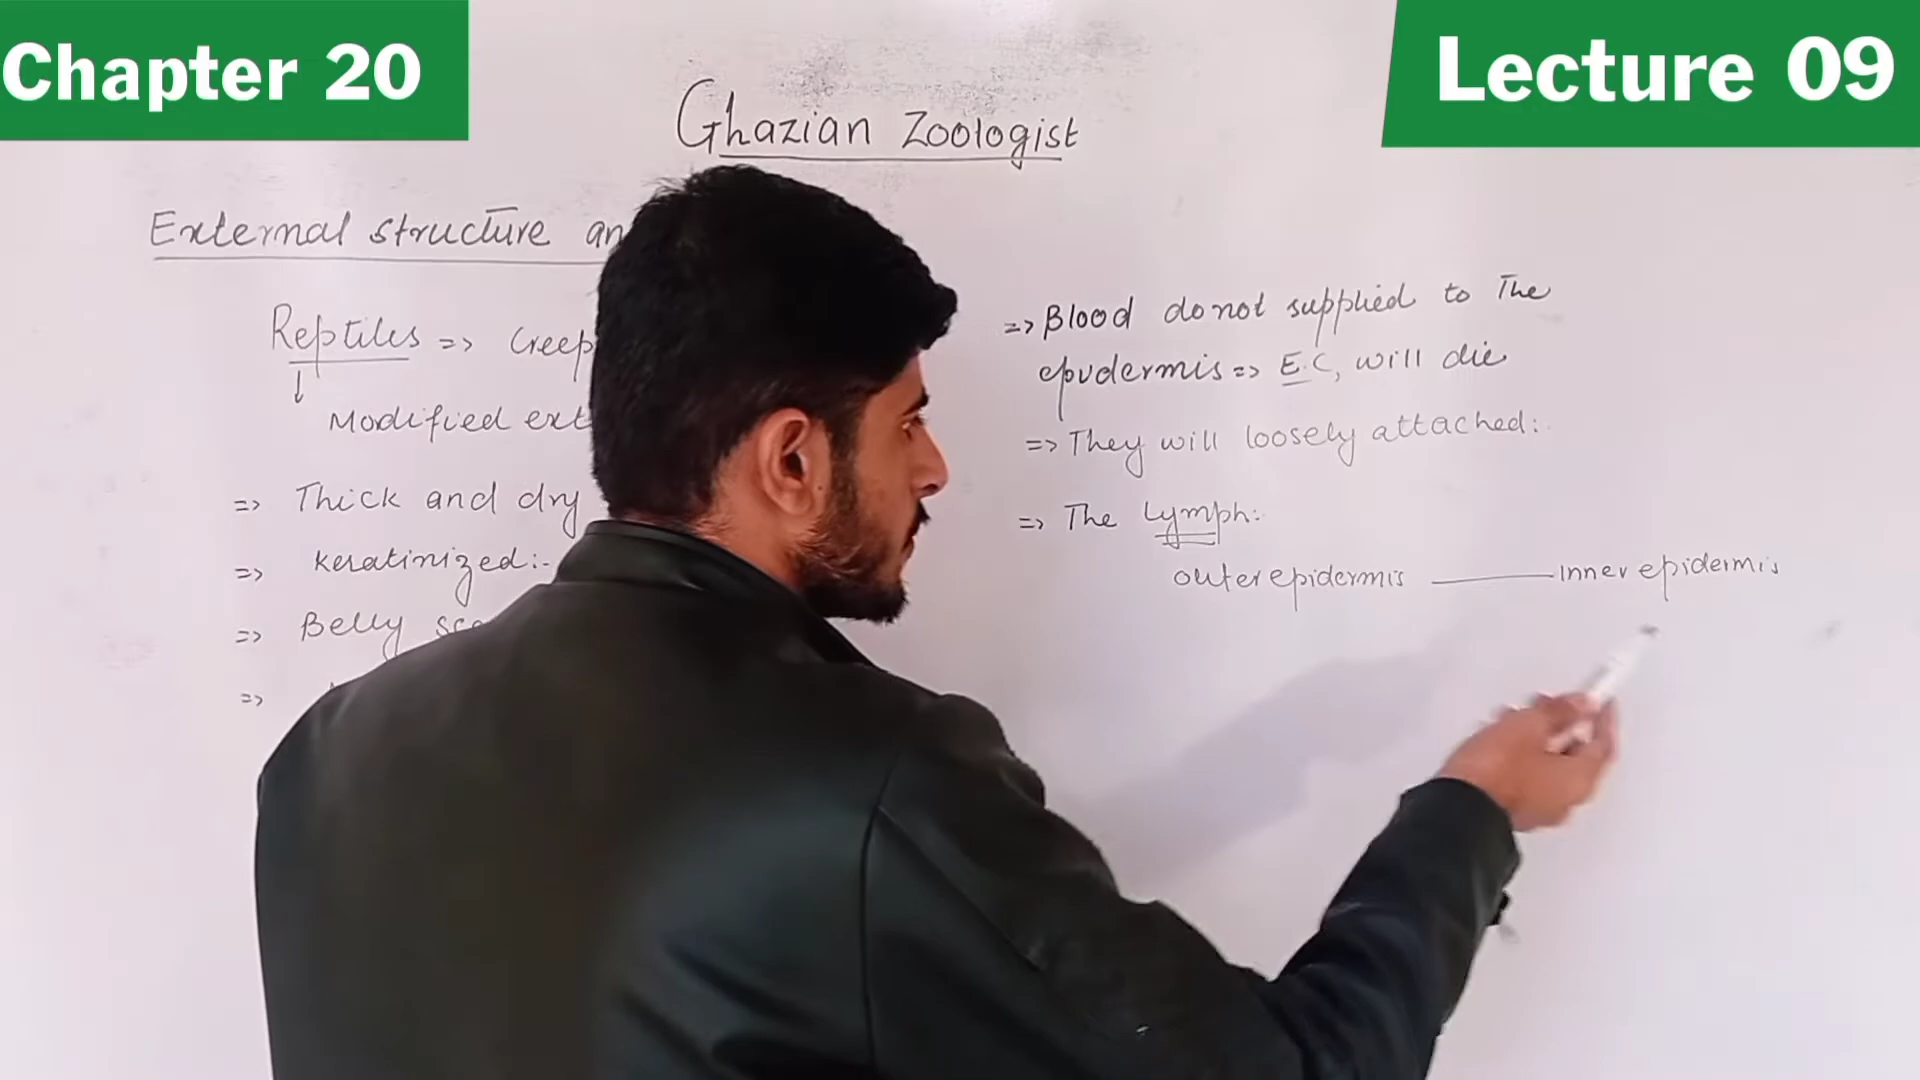 Chapter 20
Lecture 09
Ghazian Zoologist
External structure an
Reptiles => Creep
Modified ext
=> Thick and dry
=> keratinized:-
=> Belly sca
=>
=> Blood do not supplied to The
epidermis => E.C, will die
=> They will loosely attached:-
=> The Lymph:-
outer epidermis ——— inner epidermis